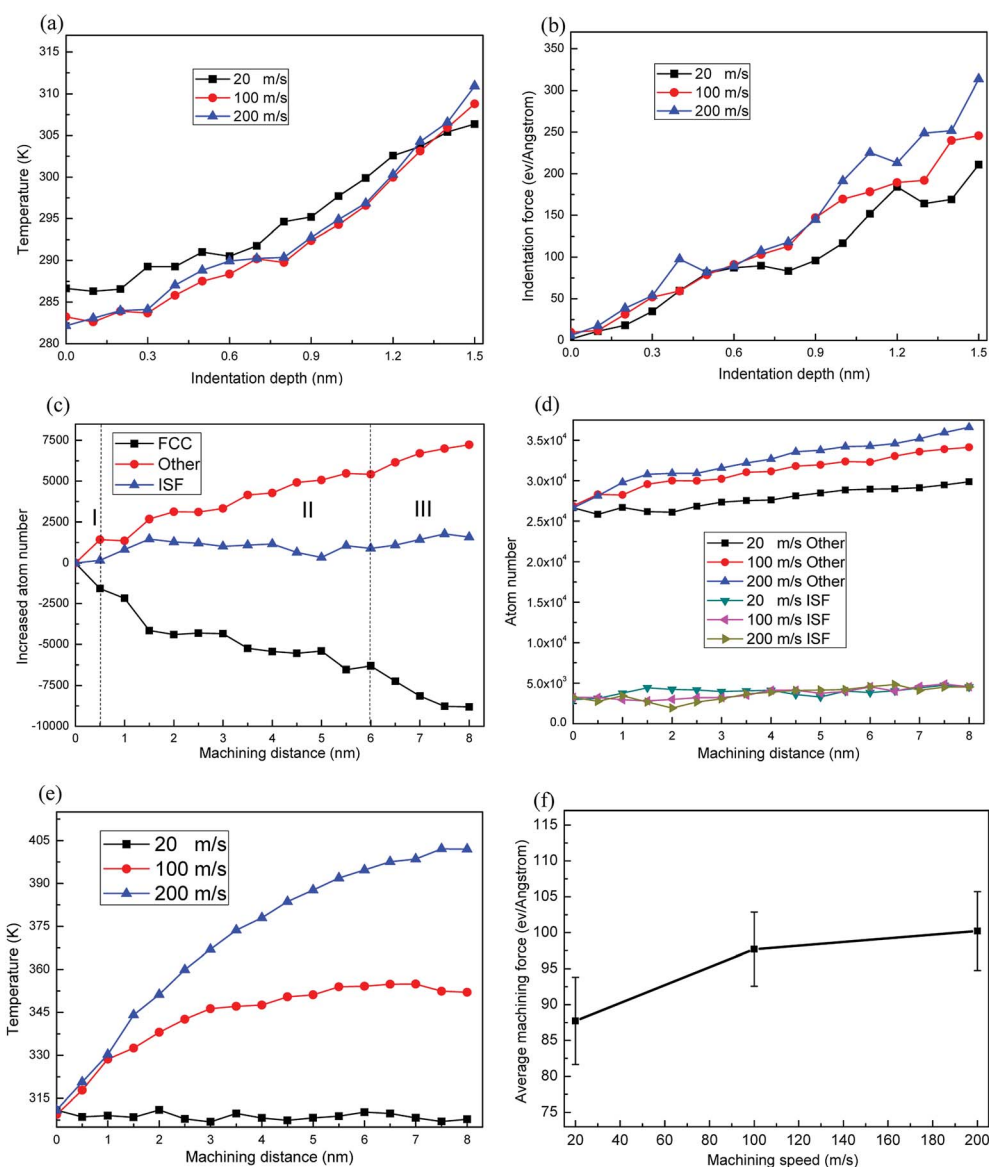 (a)
315
310
305
300
295
290
285
280
Temperature (K)
20 m/s
100 m/s
200 m/s
0.0 0.3 0.6 0.9 1.2 1.5
Indentation depth (nm)
(b)
350
300
250
200
150
100
50
0
Indentation force (ev/Angstrom)
20 m/s
100 m/s
200 m/s
0.0 0.3 0.6 0.9 1.2 1.5
Indentation depth (nm)
(c)
7500
5000
2500
0
-2500
-5000
-7500
-10000
Increased atom number
FCC
Other
ISF
I
II
III
0 1 2 3 4 5 6 7 8
Machining distance (nm)
(d)
3.5x10⁴
3.0x10⁴
2.5x10⁴
2.0x10⁴
1.5x10⁴
1.0x10⁴
5.0x10³
0.0
Atom number
20 m/s Other
100 m/s Other
200 m/s Other
20 m/s ISF
100 m/s ISF
200 m/s ISF
0 1 2 3 4 5 6 7 8
Machining distance (nm)
(e)
405
390
375
360
345
330
315
Temperature (K)
20 m/s
100 m/s
200 m/s
0 1 2 3 4 5 6 7 8
Machining distance (nm)
(f)
115
110
105
100
95
90
85
80
75
Average machining force (ev/Angstrom)
20 40 60 80 100 120 140 160 180 200
Machining speed (m/s)